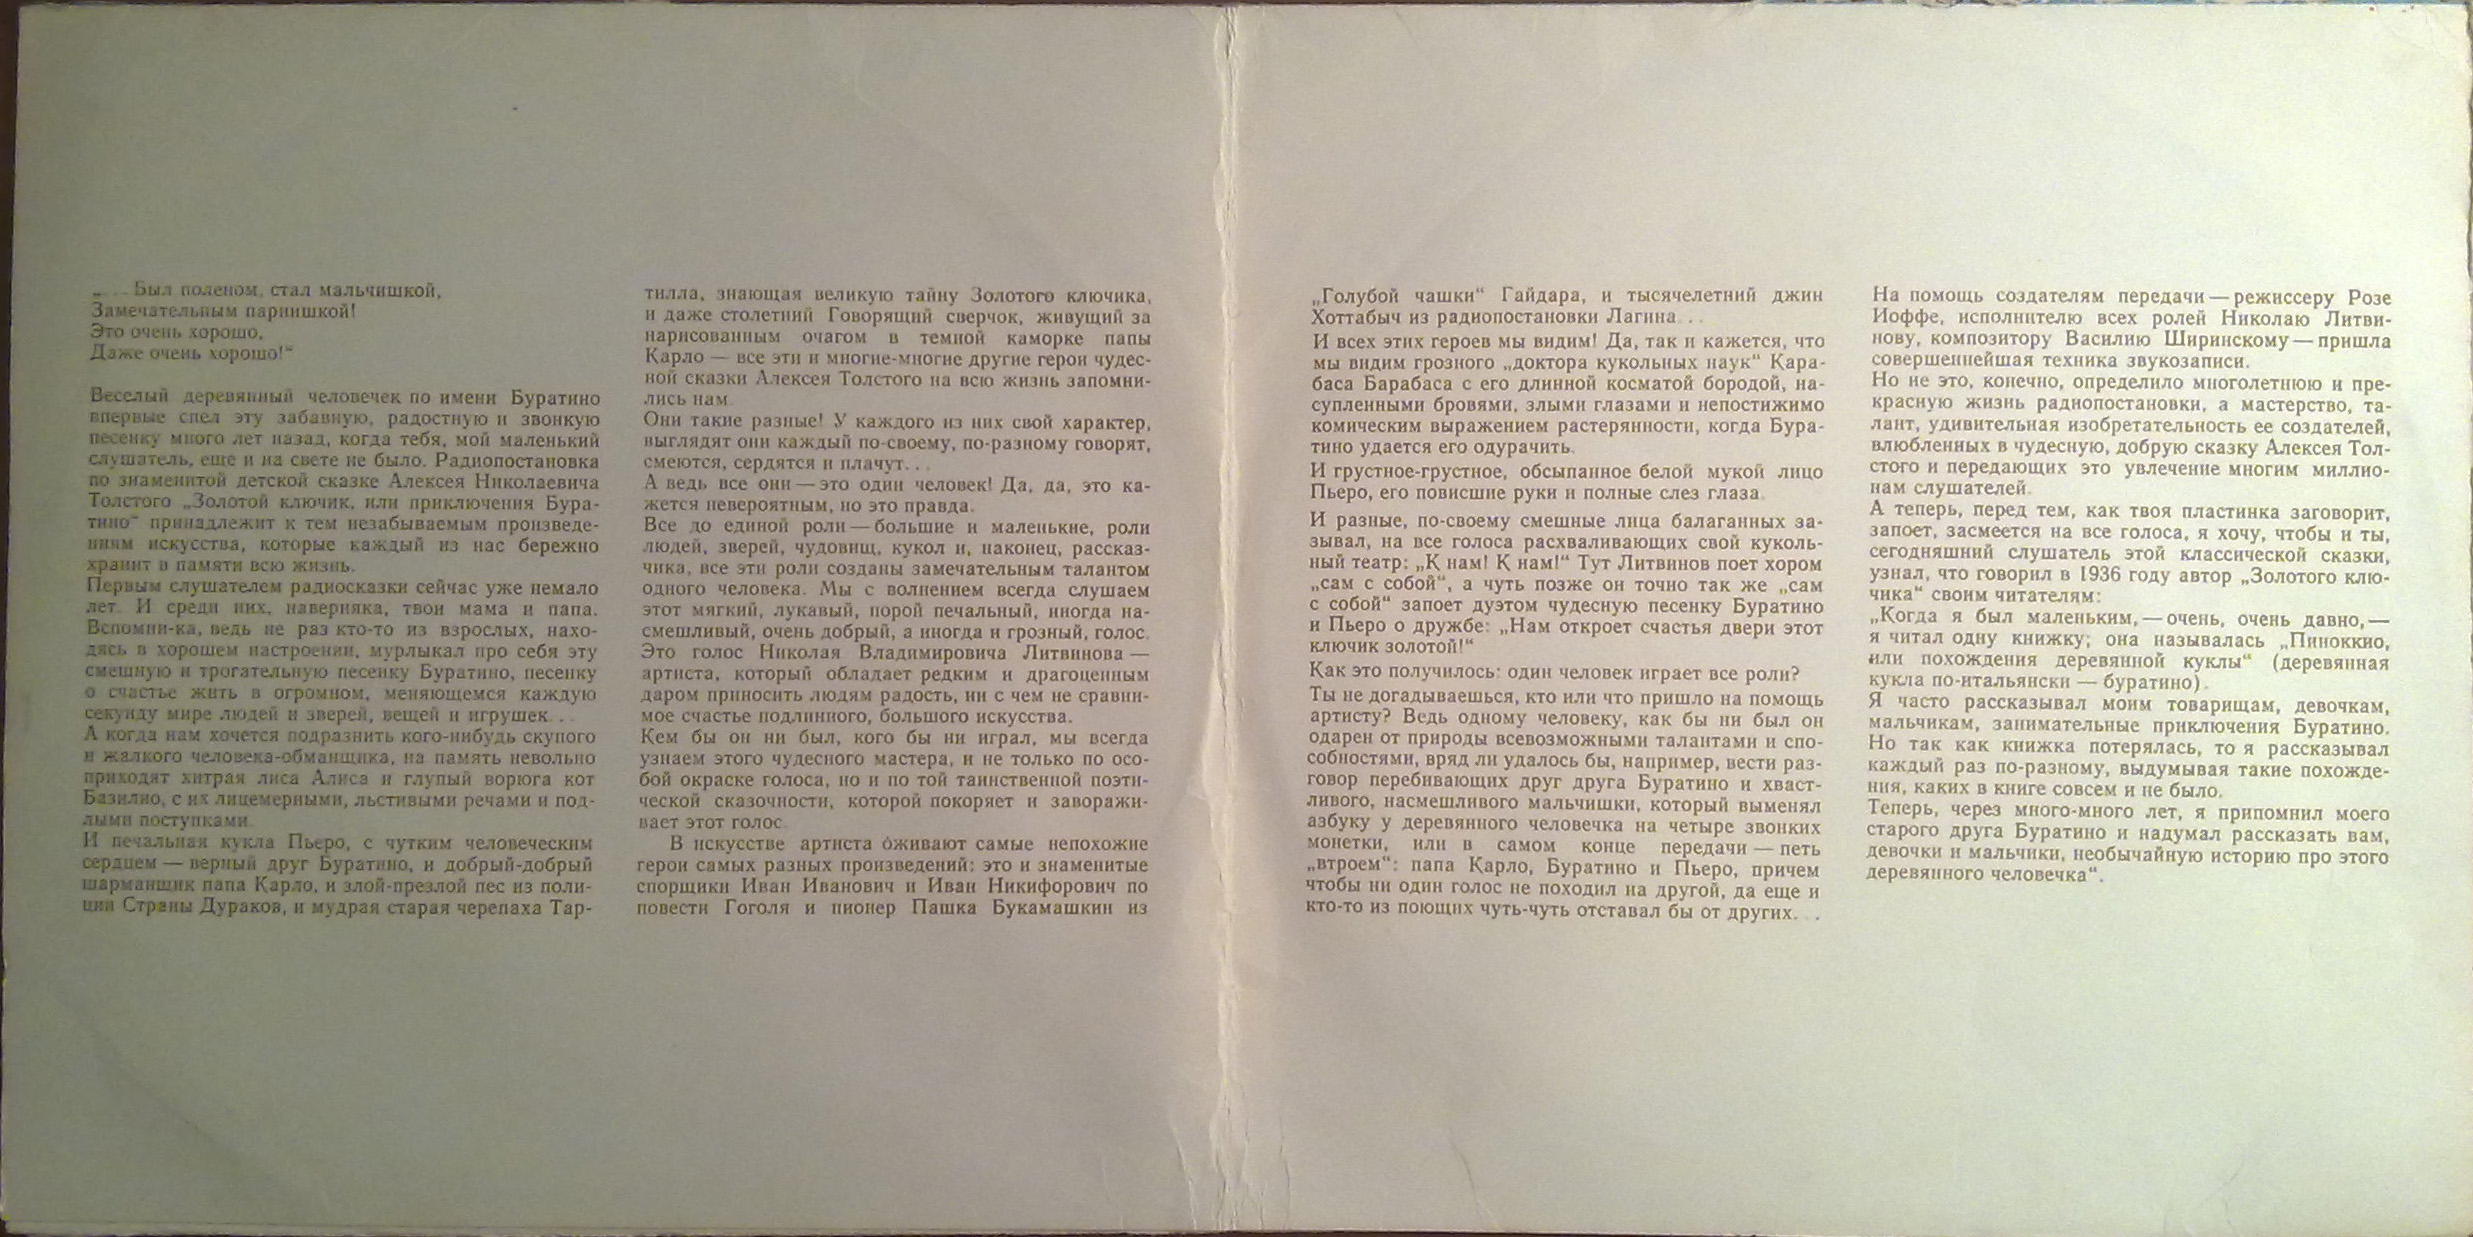 „. . . Был поленом, стал мальчишкой,
Замечательным парнишкой!
Это очень хорошо,
Даже очень хорошо!“
Веселый деревянный человечек по имени Буратино
впервые спел эту забавную, радостную и звонкую
песенку много лет назад, когда тебя, мой маленький
слушатель, еще и на свете не было. Радиопостановка
по знаменитой детской сказке Алексея Николаевича
Толстого „Золотой ключик, или приключения Бура-
тино“ принадлежит к тем незабываемым произведе-
ниям искусства, которые каждый из нас бережно
хранит в памяти всю жизнь.
Первым слушателем радиосказки сейчас уже немало
лет. И среди них, наверняка, твои мама и папа.
Вспомни-ка, ведь не раз кто-то из взрослых, нахо-
дясь в хорошем настроении, мурлыкал про себя эту
смешную и трогательную песенку Буратино, песенку
о счастье жить в огромном, меняющемся каждую
секунду мире людей и зверей, вещей и игрушек. . .
А когда нам хочется подразнить кого-нибудь скупого
и жалкого человека-обманщика, на память невольно
приходят хитрая лиса Алиса и глупый ворюга кот
Базилио, с их лицемерными, льстивыми речами и под-
лыми поступками.
И печальная кукла Пьеро, с чутким человеческим
сердцем — верный друг Буратино, и добрый-добрый
шарманщик папа Карло, и злой-презлой пес из поли-
ции Страны Дураков, и мудрая старая черепаха Тар-
тилла, знающая великую тайну Золотого ключика,
и даже столетний Говорящий сверчок, живущий за
нарисованным очагом в темной каморке папы
Карло — все эти и многие-многие другие герои чудес-
ной сказки Алексея Толстого на всю жизнь запомни-
лись нам.
Они такие разные! У каждого из них свой характер,
выглядят они каждый по-своему, по-разному говорят,
смеются, сердятся и плачут. . .
А ведь все они — это один человек! Да, да, это ка-
жется невероятным, но это правда.
Все до единой роли — большие и маленькие, роли
людей, зверей, чудовищ, кукол и, наконец, рассказ-
чика, все эти роли созданы замечательным талантом
одного человека. Мы с волнением всегда слушаем
этот мягкий, лукавый, порой печальный, иногда на-
смешливый, очень добрый, а иногда и грозный, голос.
Это голос Николая Владимировича Литвинова —
артиста, который обладает редким и драгоценным
даром приносить людям радость, ни с чем не сравни-
мое счастье подлинного, большого искусства.
Кем бы он ни был, кого бы ни играл, мы всегда
узнаем этого чудесного мастера, и не только по осо-
бой окраске голоса, но и по той таинственной поэти-
ческой сказочности, которой покоряет и заворажи-
вает этот голос.
В искусстве артиста оживают самые непохожие
герои самых разных произведений: это и знаменитые
спорщики Иван Иванович и Иван Никифорович по
повести Гоголя и пионер Пашка Букамашкин из
„Голубой чашки“ Гайдара, и тысячелетний джин
Хоттабыч из радиопостановки Лагина. . .
И всех этих героев мы видим! Да, так и кажется, что
мы видим грозного „доктора кукольных наук“ Кара-
баса Барабаса с его длинной косматой бородой, на-
супленными бровями, злыми глазами и непостижимо
комическим выражением растерянности, когда Бура-
тино удается его одурачить.
И грустное-грустное, обсыпанное белой мукой лицо
Пьеро, его повисшие руки и полные слез глаза.
И разные, по-своему смешные лица балаганных за-
зывал, на все голоса расхваливающих свой куколь-
ный театр: „К нам! К нам!“ Тут Литвинов поет хором
„сам с собой“, а чуть позже он точно так же „сам
с собой“ запоет дуэтом чудесную песенку Буратино
и Пьеро о дружбе: „Нам откроет счастья двери этот
ключик золотой!“
Как это получилось: один человек играет все роли?
Ты не догадываешься, кто или что пришло на помощь
артисту? Ведь одному человеку, как бы ни был он
одарен от природы всевозможными талантами и спо-
собностями, вряд ли удалось бы, например, вести раз-
говор перебивающих друг друга Буратино и хваст-
ливого, насмешливого мальчишки, который выменял
азбуку у деревянного человечка на четыре звонких
монетки, или в самом конце передачи — петь
„втроем“: папа Карло, Буратино и Пьеро, причем
чтобы ни один голос не походил на другой, да еще и
кто-то из поющих чуть-чуть отставал бы от других. . .
На помощь создателям передачи — режиссеру Розе
Иоффе, исполнителю всех ролей Николаю Литви-
нову, композитору Василию Ширинскому — пришла
совершеннейшая техника звукозаписи.
Но не это, конечно, определило многолетнюю и пре-
красную жизнь радиопостановки, а мастерство, та-
лант, удивительная изобретательность ее создателей,
влюбленных в чудесную, добрую сказку Алексея Тол-
стого и передающих это увлечение многим миллио-
нам слушателей.
А теперь, перед тем, как твоя пластинка заговорит,
запоет, засмеется на все голоса, я хочу, чтобы и ты,
сегодняшний слушатель этой классической сказки,
узнал, что говорил в 1936 году автор „Золотого клю-
чика“ своим читателям:
„Когда я был маленьким, — очень, очень давно, —
я читал одну книжку; она называлась „Пиноккио,
или похождения деревянной куклы“ (деревянная
кукла по-итальянски — буратино).
Я часто рассказывал моим товарищам, девочкам,
мальчикам, занимательные приключения Буратино.
Но так как книжка потерялась, то я рассказывал
каждый раз по-разному, выдумывая такие похожде-
ния, каких в книге совсем и не было.
Теперь, через много-много лет, я припомнил моего
старого друга Буратино и надумал рассказать вам,
девочки и мальчики, необычайную историю про этого
деревянного человечка“.